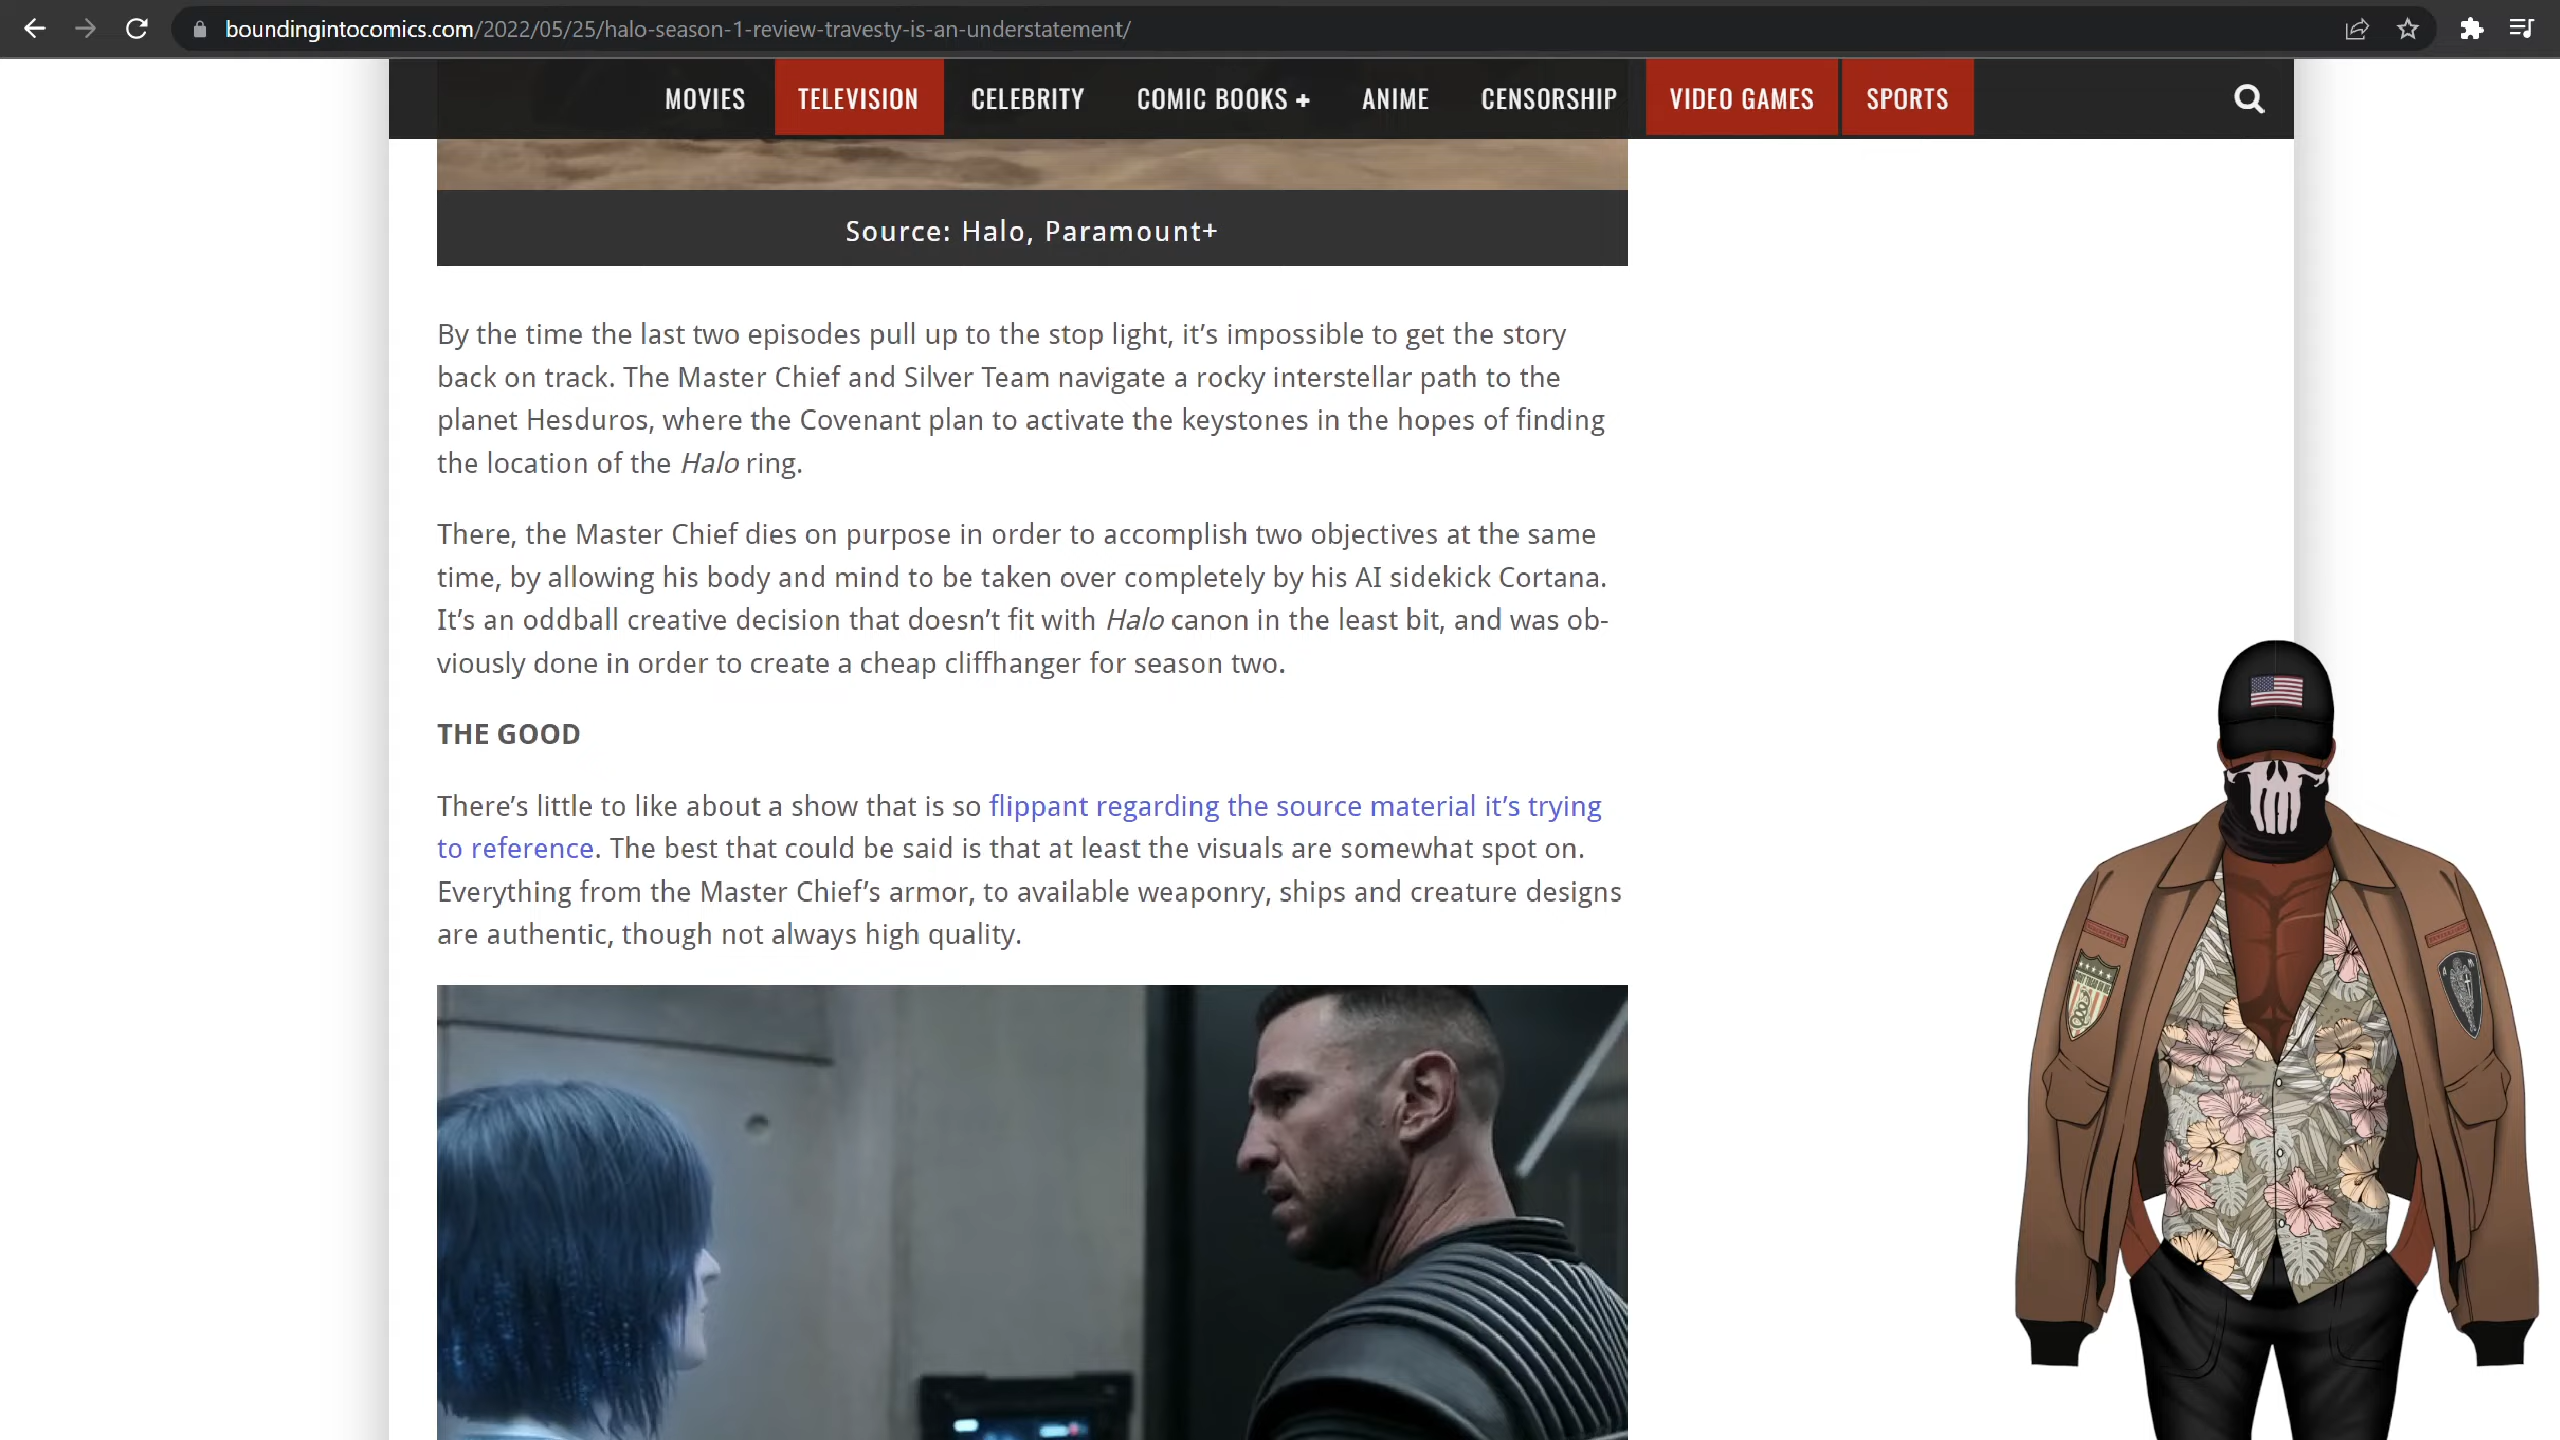 boundingintocomics.com/2022/05/25/halo-season-1-review-travesty-is-an-understatement/
MOVIES TELEVISION CELEBRITY COMIC BOOKS + ANIME CENSORSHIP VIDEO GAMES SPORTS
Source: Halo, Paramount+
By the time the last two episodes pull up to the stop light, it’s impossible to get the story
back on track. The Master Chief and Silver Team navigate a rocky interstellar path to the
planet Hesduros, where the Covenant plan to activate the keystones in the hopes of finding
the location of the Halo ring.
There, the Master Chief dies on purpose in order to accomplish two objectives at the same
time, by allowing his body and mind to be taken over completely by his AI sidekick Cortana.
It’s an oddball creative decision that doesn’t fit with Halo canon in the least bit, and was ob-
viously done in order to create a cheap cliffhanger for season two.
THE GOOD
There’s little to like about a show that is so flippant regarding the source material it’s trying
to reference. The best that could be said is that at least the visuals are somewhat spot on.
Everything from the Master Chief’s armor, to available weaponry, ships and creature designs
are authentic, though not always high quality.